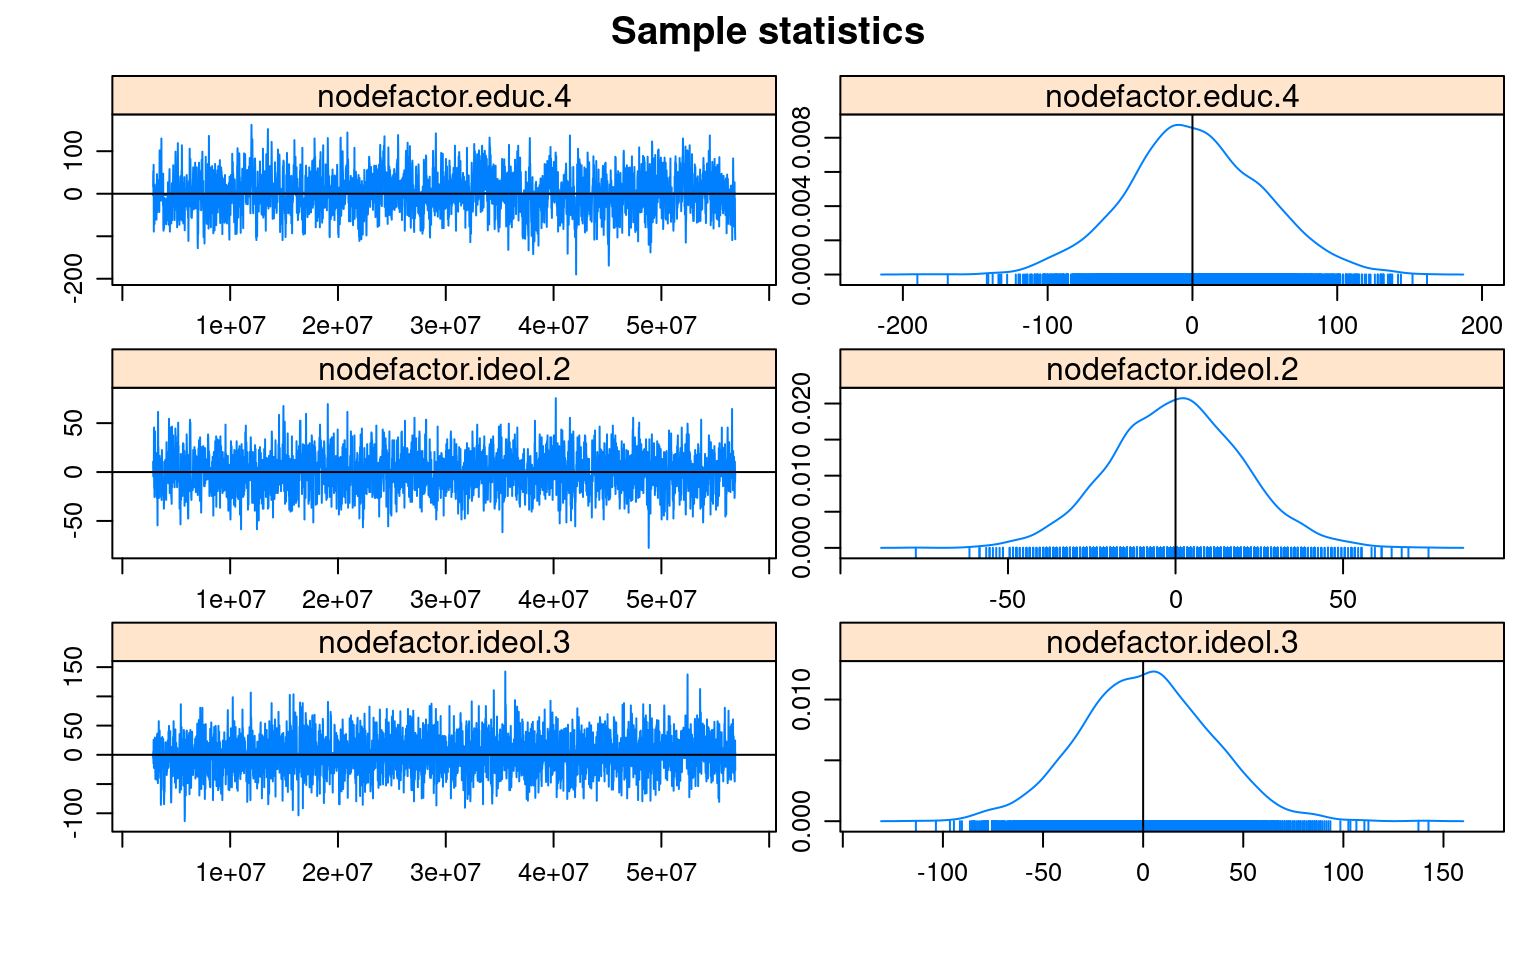 Sample statistics
nodefactor.educ.4
100
0
-200
1e+07 2e+07 3e+07 4e+07 5e+07
nodefactor.educ.4
0.008
0.004
0.000
-200 -100 0 100 200
nodefactor.ideol.2
50
0
-50
1e+07 2e+07 3e+07 4e+07 5e+07
nodefactor.ideol.2
0.020
0.010
0.000
-50 0 50
nodefactor.ideol.3
150
50
0
-100
1e+07 2e+07 3e+07 4e+07 5e+07
nodefactor.ideol.3
0.010
0.000
-100 -50 0 50 100 150